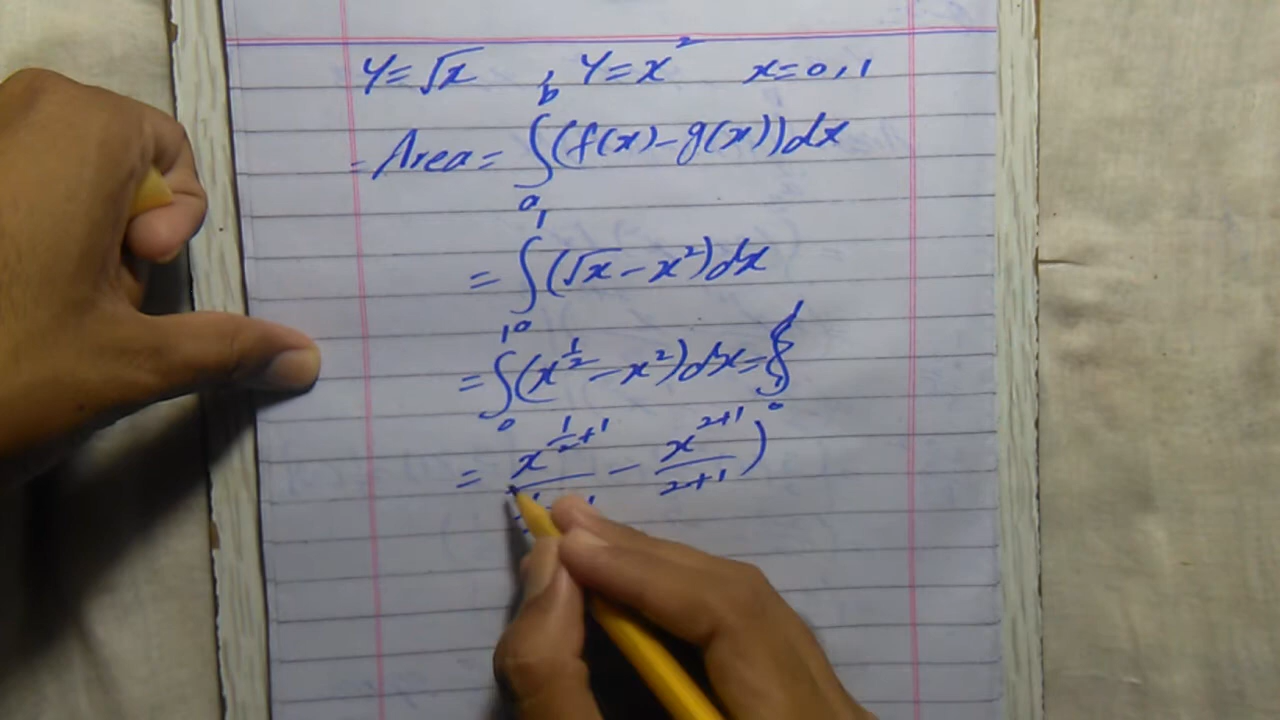 Y=√x , Y=x² x=0,1
= Area = ∫ₐᵇ (f(x)-g(x))dx
= ∫₀¹ (√x - x²)dx
= ∫₀¹ (x^(1/2) - x²)dx =
= x^(1/2+1) / - x^(2+1)/(2+1) )